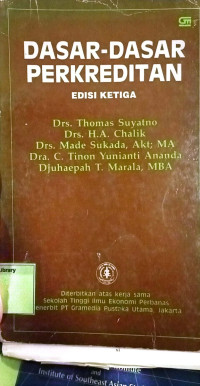 DASAR-DASAR
PERKREDITAN
EDISI KETIGA
Drs. Thomas Suyatno
Drs. H.A. Chalik
Drs. Made Sukada, Akt; MA
Dra. C. Tinon Yunianti Ananda
Djuhaepah T. Marala, MBA
Diterbitkan atas kerja sama
Sekolah Tinggi Ilmu Ekonomi Perbanas
Penerbit PT Gramedia Pustaka Utama, Jakarta
and
Institute of Southeast Asian